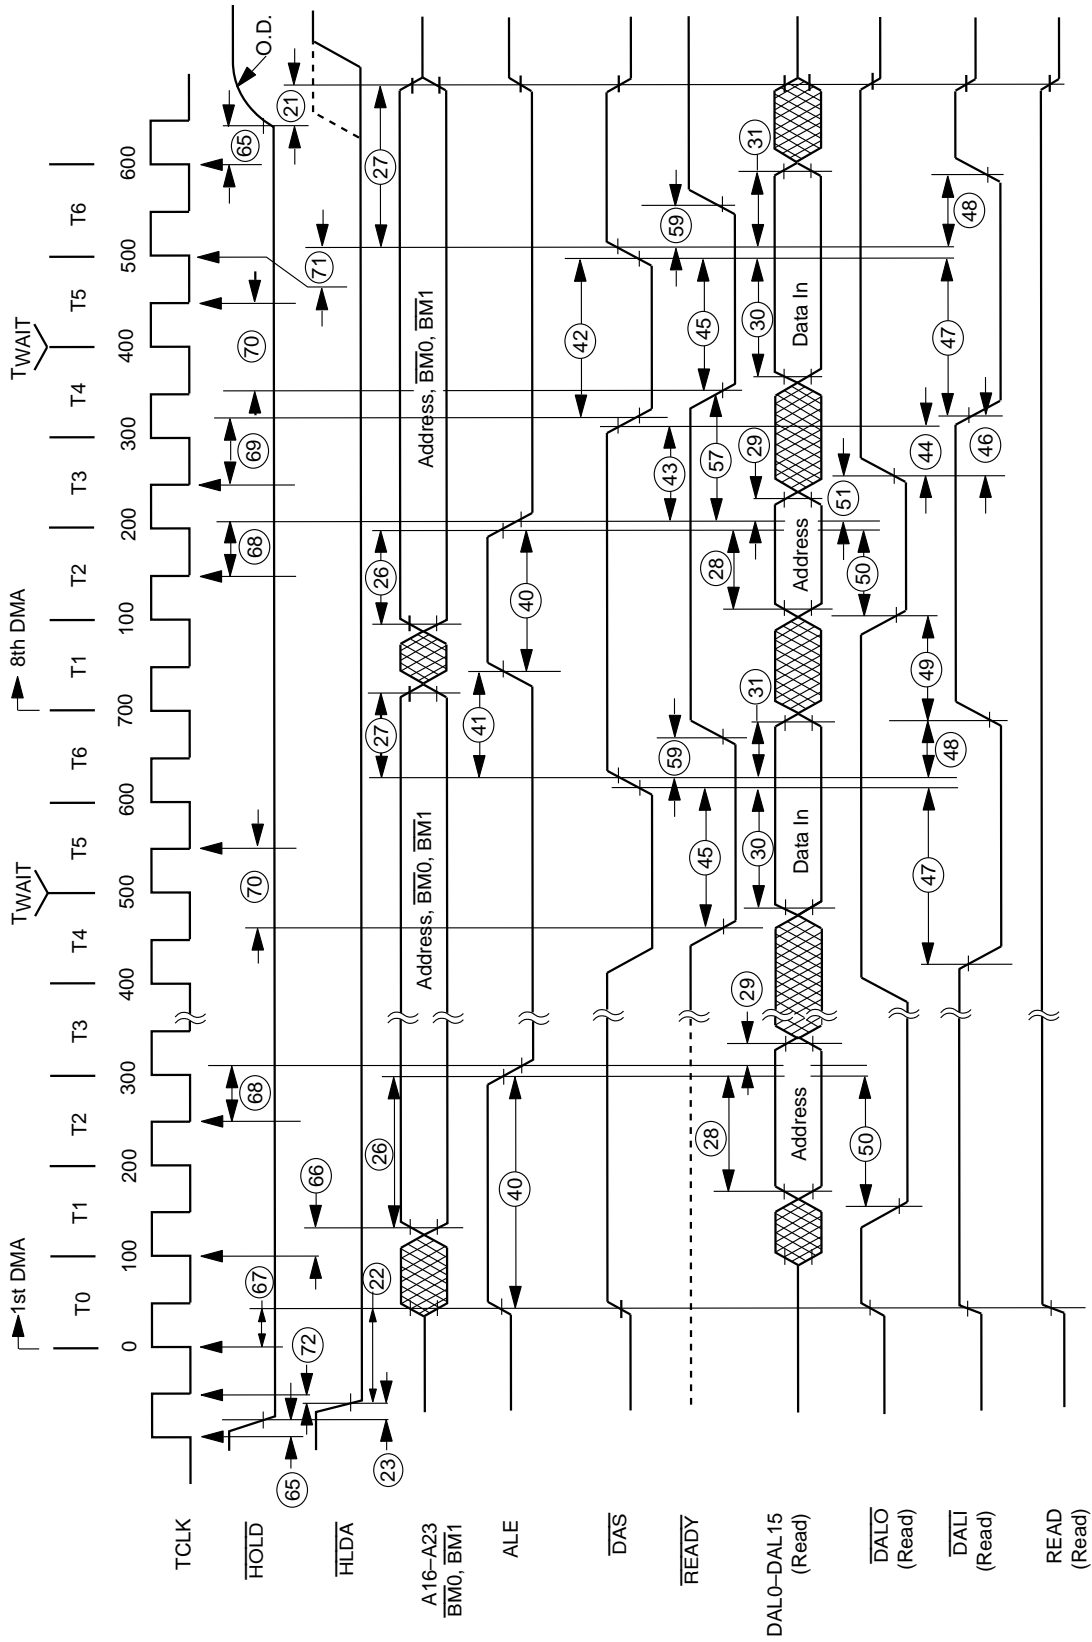 1st DMA TWAIT 8th DMA TWAIT
T0 T1 T2 T3 T4 T5 T6 T1 T2 T3 T4 T5 T6
0 100 200 300 400 500 600 700 100 200 300 400 500 600
TCLK
HOLD
65 67 68 70 68 69 70 65 21 O.D.
HLDA
23 72 22 66 71
A16–A23
BM0, BM1
26 Address, BM0, BM1 27 26 Address, BM0, BM1 27
ALE
40 41 40
DAS
42
READY
45 59 43 57 45 59
DAL0–DAL15
(Read)
28 Address 29 30 Data In 31 28 Address 29 30 Data In 31
DALO
(Read)
50 50 51
DALI
(Read)
47 48 49 44 46 47 48
READ
(Read)